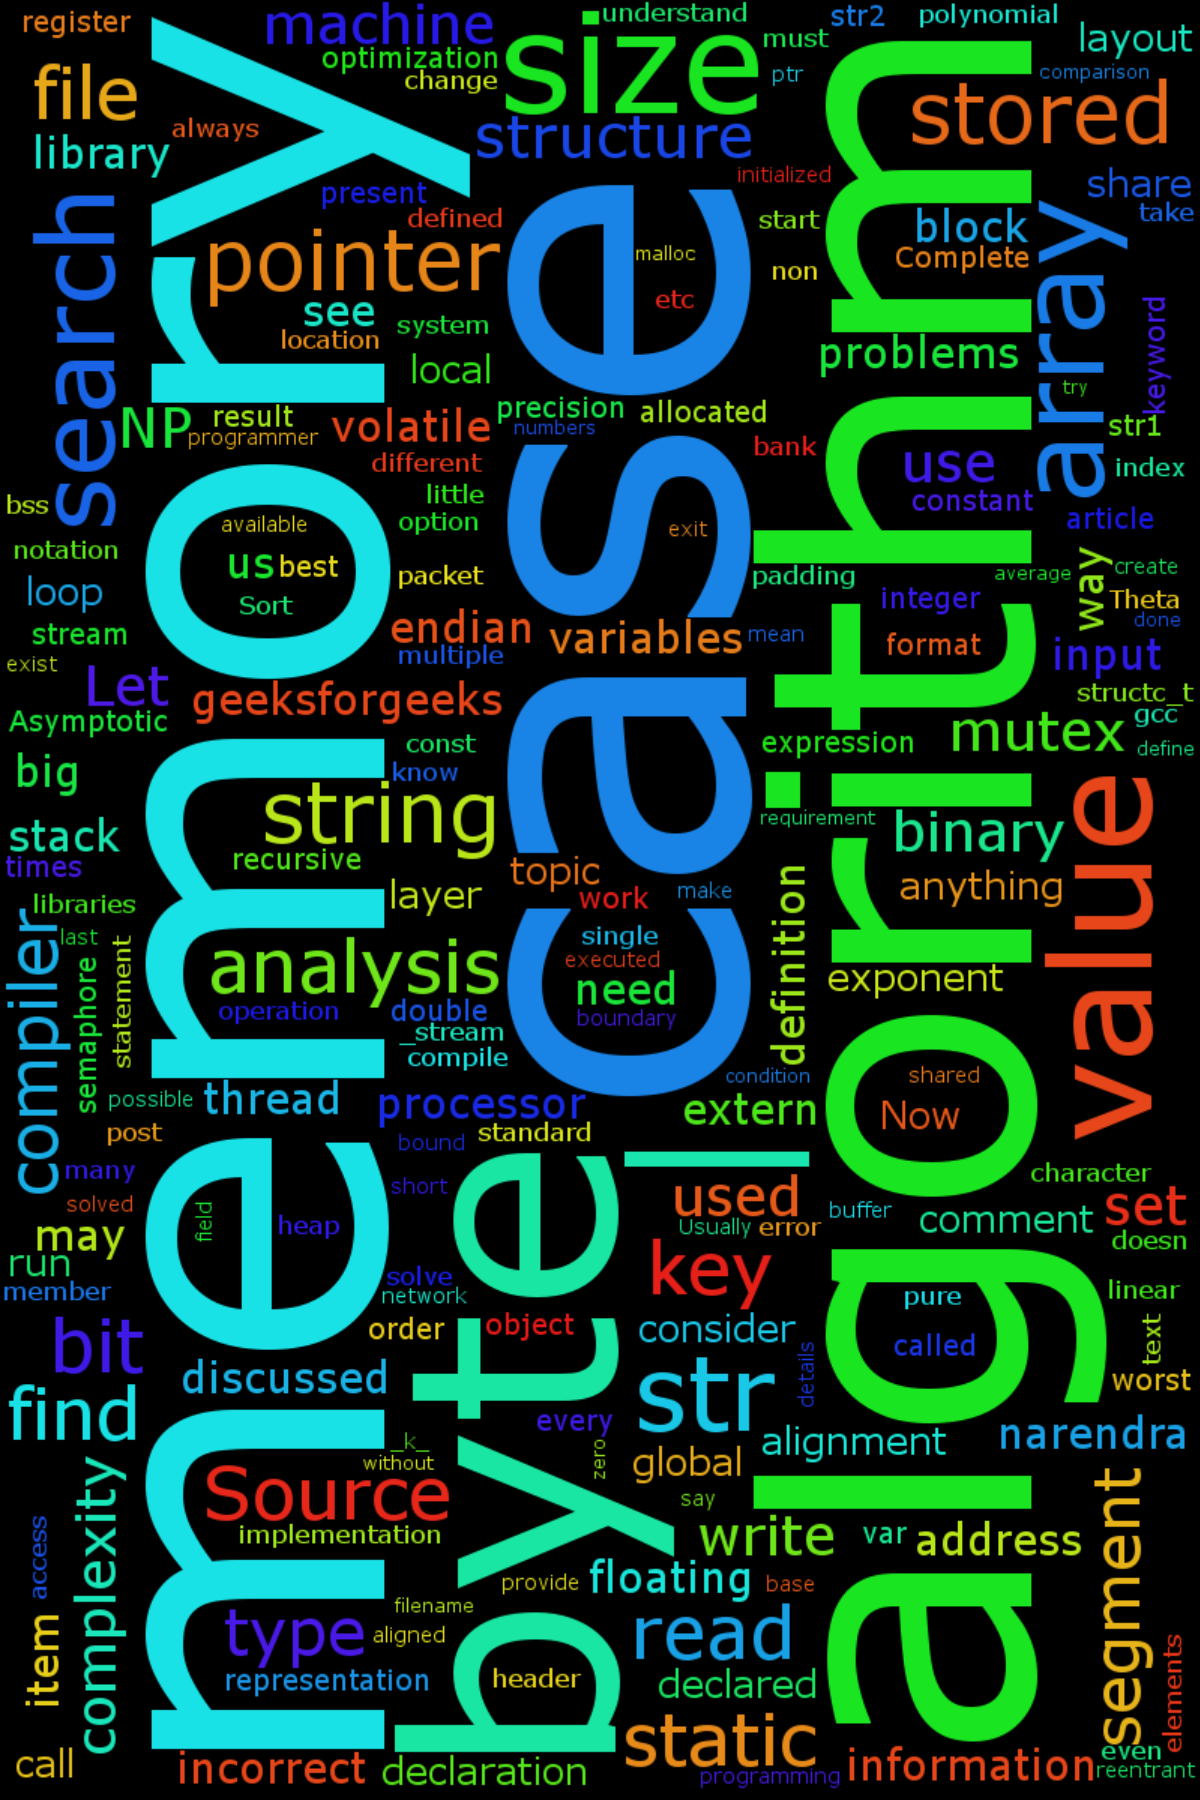 register
machine
understand
str2
polynomial
size
optimization
must
layout
file
change
ptr
comparison
always
structure
stored
library
present
initialized
share
search
defined
start
block
take
pointer
malloc
non
Complete
array
see
etc
location
system
local
problems
keyword
try
NP
result
programmer
volatile
precision
numbers
allocated
bank
str1
different
use
index
bss
little
constant
available
option
exit
article
notation
us
best
packet
padding
average
way
create
loop
Sort
integer
Theta
done
stream
endian
variables
mean
format
input
exist
multiple
Let
geeksforgeeks
structc_t
Asymptotic
const
expression
mutex
gcc
define
big
know
memory
case
algorithm
string
requirement
binary
value
stack
times
recursive
topic
anything
layer
work
make
definition
libraries
compiler
last
semaphore
statement
analysis
single
executed
need
boundary
exponent
operation
double
_stream
compile
condition
shared
possible
thread
processor
extern
Now
post
bound
standard
many
short
byte
character
solved
field
heap
used
buffer
comment
set
may
Usually
error
doesn
run
solve
network
key
member
pure
linear
bit
order
object
consider
called
text
discussed
str
details
worst
find
every
alignment
narendra
_k_
without
zero
global
complexity
Source
say
segment
implementation
write
var
address
access
provide
floating
base
item
type
filename
aligned
read
representation
header
declared
elements
static
call
incorrect
declaration
programming
information
even
reentrant